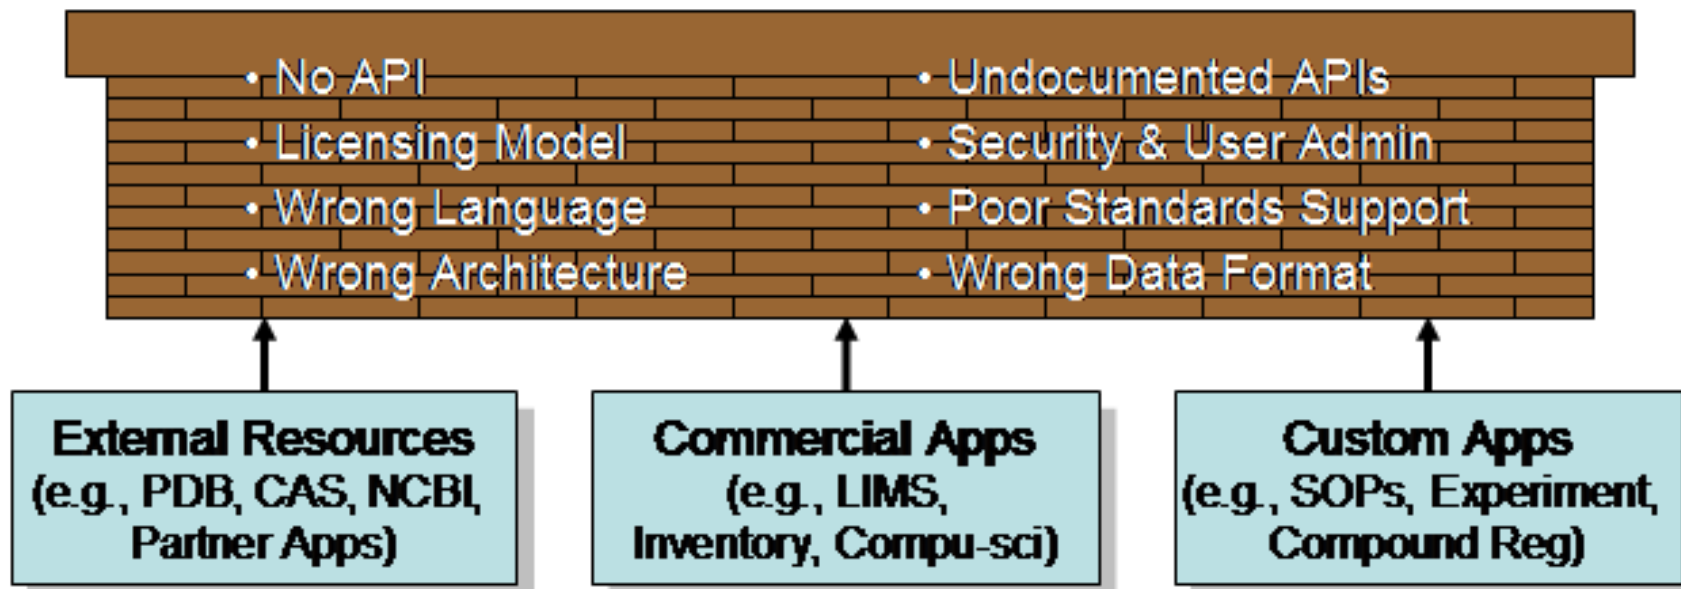 • No API
• Licensing Model
• Wrong Language
• Wrong Architecture
• Undocumented APIs
• Security & User Admin
• Poor Standards Support
• Wrong Data Format
External Resources
(e.g., PDB, CAS, NCBI,
Partner Apps)
Commercial Apps
(e.g., LIMS,
Inventory, Compu-sci)
Custom Apps
(e.g., SOPs, Experiment,
Compound Reg)